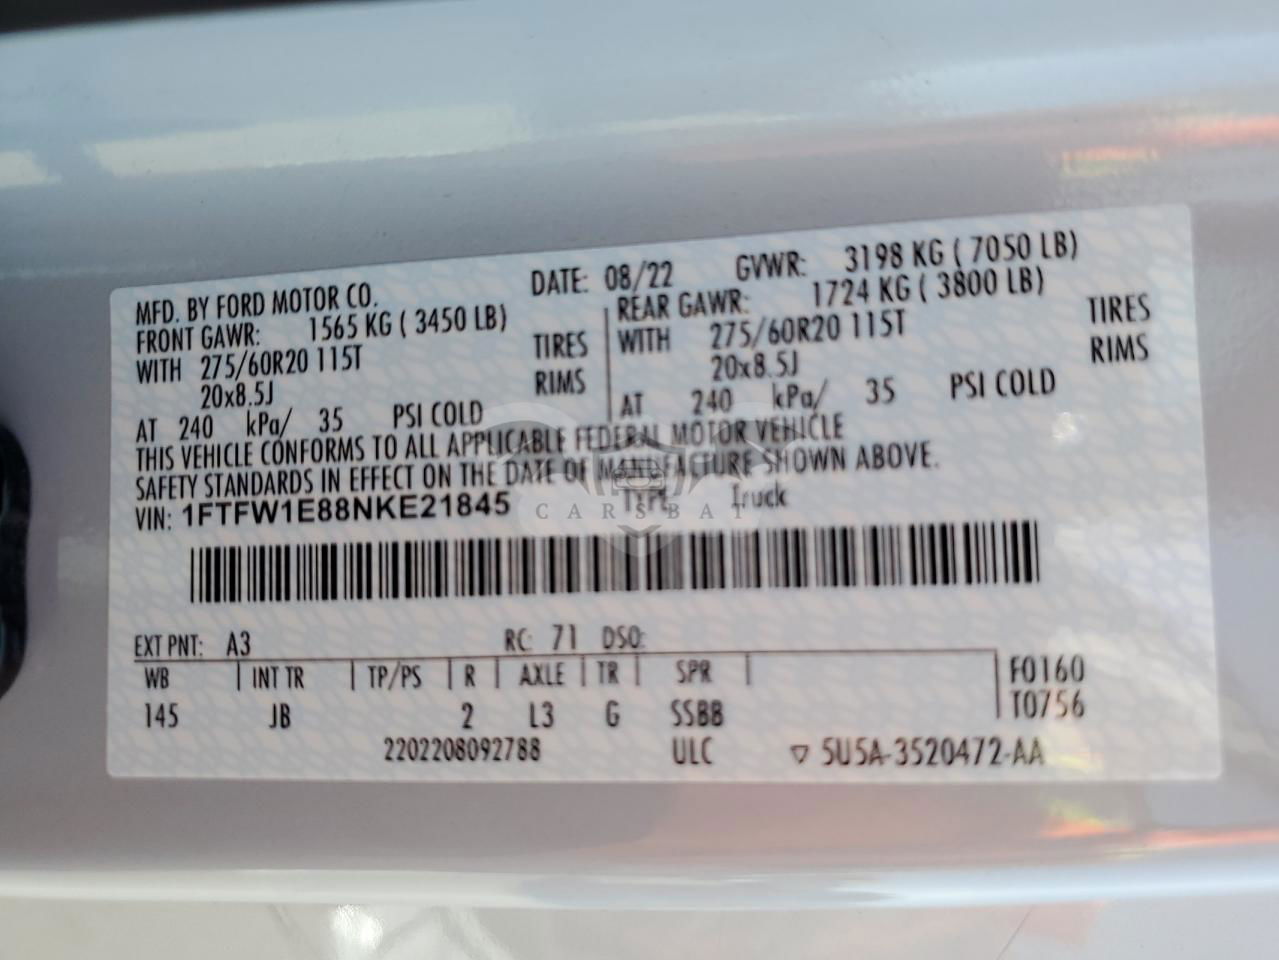 MFD. BY FORD MOTOR CO. DATE: 08/22 GVWR: 3198 KG ( 7050 LB)
FRONT GAWR: 1565 KG ( 3450 LB) REAR GAWR: 1724 KG ( 3800 LB)
WITH 275/60R20 115T TIRES WITH 275/60R20 115T TIRES
20x8.5J RIMS 20x8.5J RIMS
AT 240 kPa/ 35 PSI COLD AT 240 kPa/ 35 PSI COLD
THIS VEHICLE CONFORMS TO ALL APPLICABLE FEDERAL MOTOR VEHICLE
SAFETY STANDARDS IN EFFECT ON THE DATE OF MANUFACTURE SHOWN ABOVE.
VIN: 1FTFW1E88NKE21845 TYPE: Truck
CARSBAT
EXT PNT: A3 RC: 71 DSO:
WB INT TR TP/PS R AXLE TR SPR F0160
145 JB 2 L3 G SSBB T0756
2202208092788 ULC ▽ 5U5A-3520472-AA